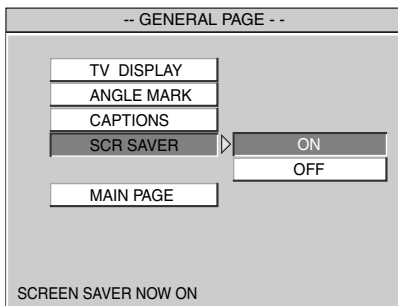 -- GENERAL PAGE - -
TV DISPLAY
ANGLE MARK
CAPTIONS
SCR SAVER
ON
OFF
MAIN PAGE
SCREEN SAVER NOW ON